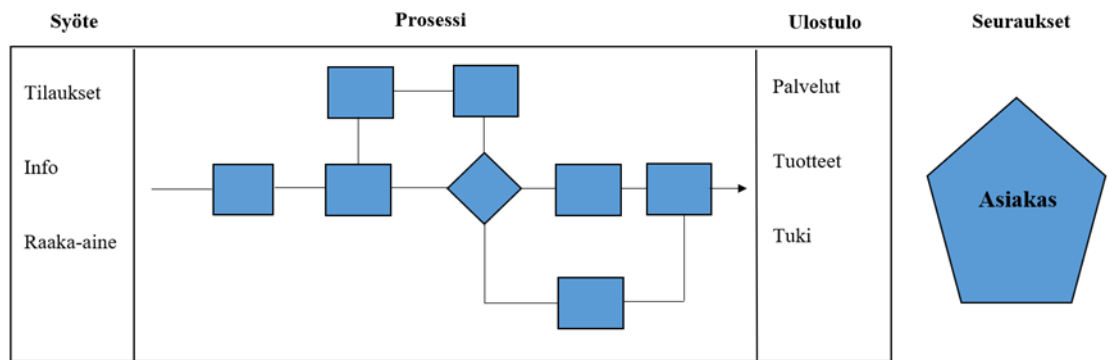 Syöte
Prosessi
Ulostulo
Seuraukset
Tilaukset
Info
Raaka-aine
Palvelut
Tuotteet
Tuki
Asiakas